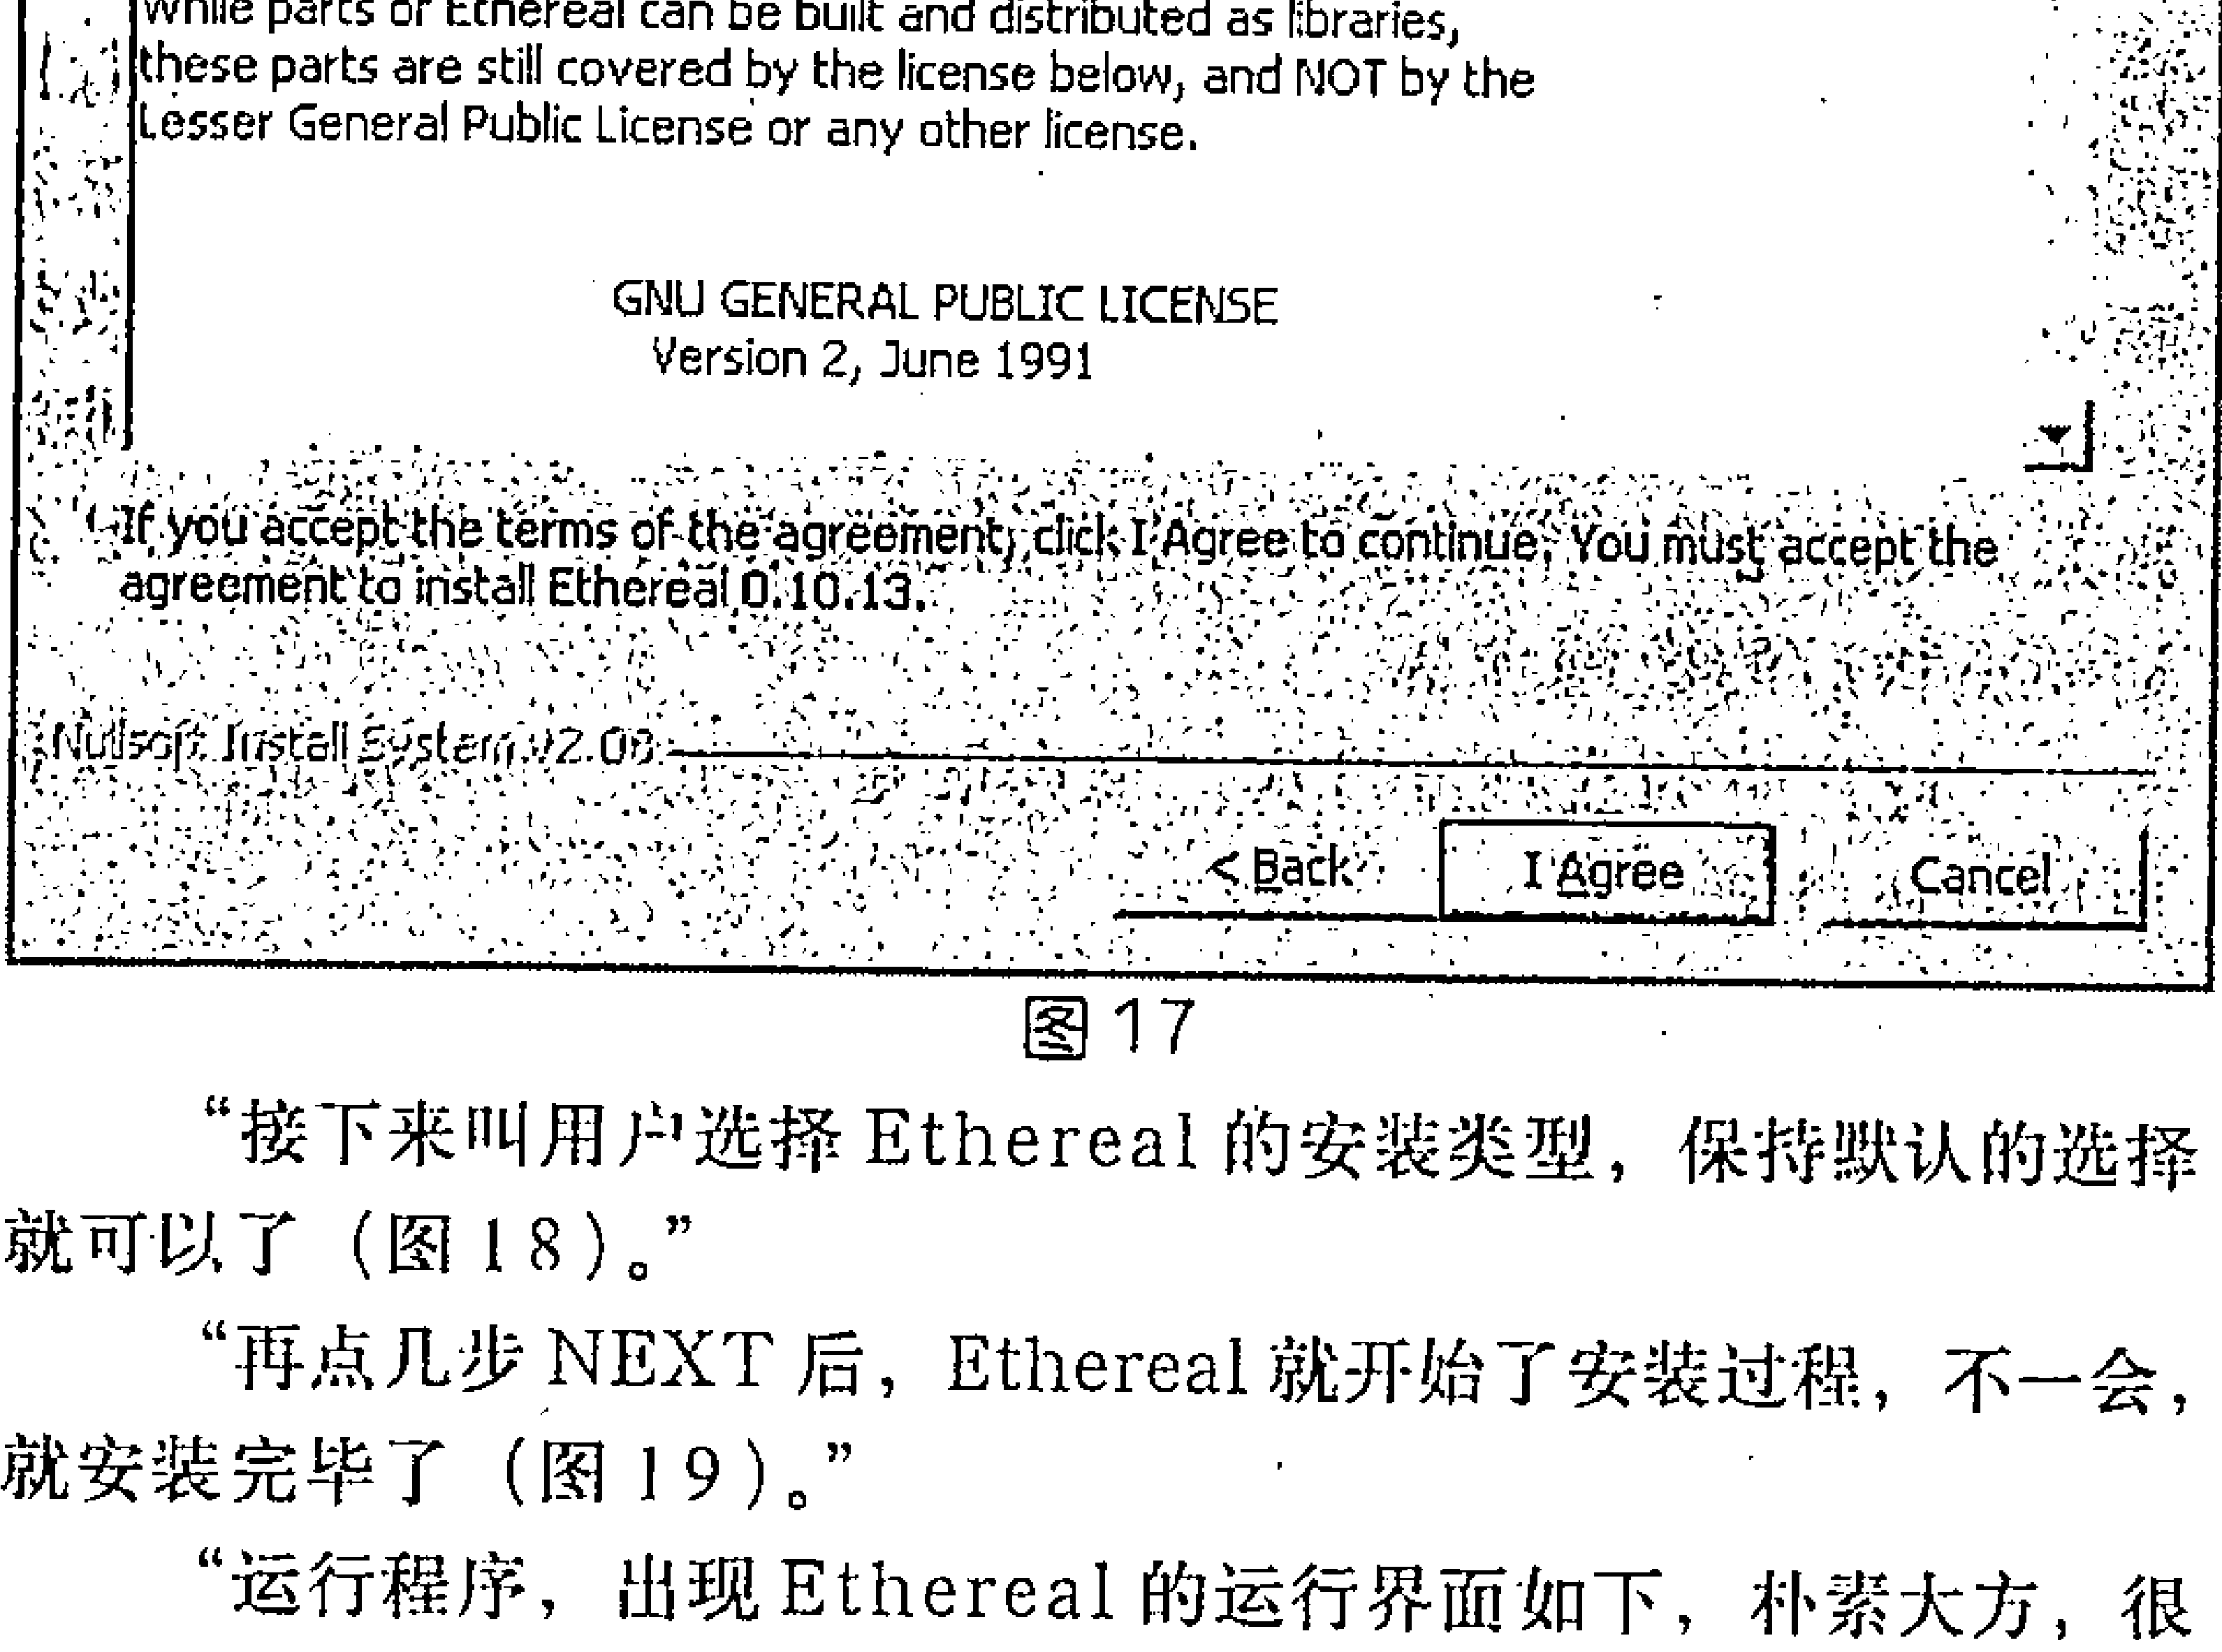 While parts of Ethereal can be built and distributed as libraries,
these parts are still covered by the license below, and NOT by the
Lesser General Public License or any other license.
GNU GENERAL PUBLIC LICENSE
Version 2, June 1991
If you accept the terms of the agreement, click I Agree to continue. You must accept the
agreement to install Ethereal 0.10.13.
Nullsoft Install System
< Back I Agree Cancel
图 17
“接下来叫用户选择 Ethereal 的安装类型，保持默认的选择
就可以了（图 18）。”
“再点几步 NEXT 后，Ethereal 就开始了安装过程，不一会，
就安装完毕了（图 19）。”
“运行程序，出现 Ethereal 的运行界面如下，朴素大方，很